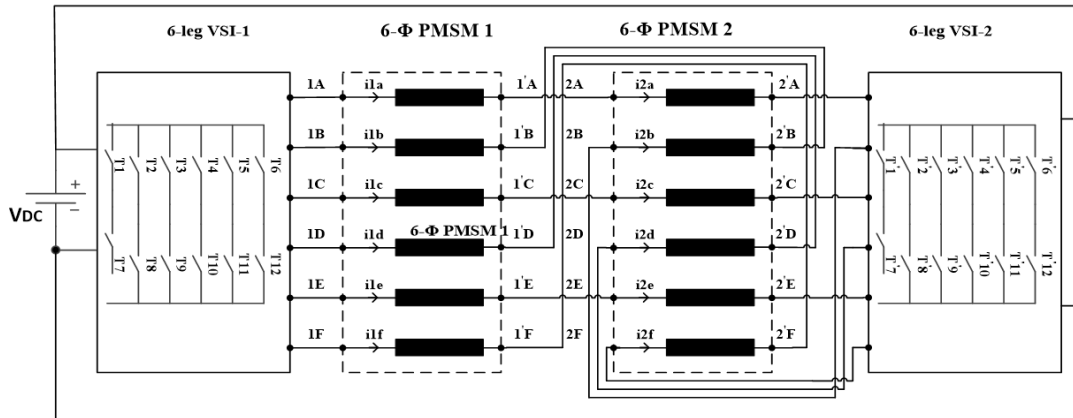 6-leg VSI-1
6-Φ PMSM 1
6-Φ PMSM 2
6-leg VSI-2
1A
i1a
1'A
2A
i2a
2'A
1B
i1b
1'B
2B
i2b
2'B
1C
i1c
1'C
2C
i2c
2'C
6-Φ PMSM 1
1D
i1d
1'D
2D
i2d
2'D
1E
i1e
1'E
2E
i2e
2'E
1F
i1f
1'F
2F
i2f
2'F
T1
T2
T3
T4
T5
T6
T7
T8
T9
T10
T11
T12
T'1
T'2
T'3
T'4
T'5
T'6
T'7
T'8
T'9
T'10
T'11
T'12
+
VDC
−